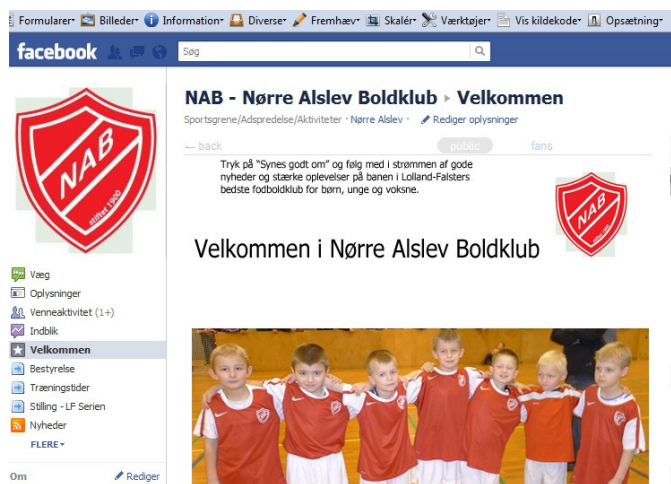 Formularer Billeder Information Diverse Fremhæv Skalér Værktøjer Vis kildekode Opsætning
facebook Søg
NAB - Nørre Alslev Boldklub ▸ Velkommen
Sportsgrene/Adspredelse/Aktiviteter · Nørre Alslev · Rediger oplysninger
← back public fans
Tryk på "Synes godt om" og følg med i strømmen af gode
nyheder og stærke oplevelser på banen i Lolland-Falsters
bedste fodboldklub for børn, unge og voksne.
NAB
Velkommen i Nørre Alslev Boldklub
NAB
stiftet 1900
Væg
Oplysninger
Venneaktivitet (1+)
Indblik
Velkommen
Bestyrelse
Træningstider
Stilling - LF Serien
Nyheder
FLERE
Om Rediger